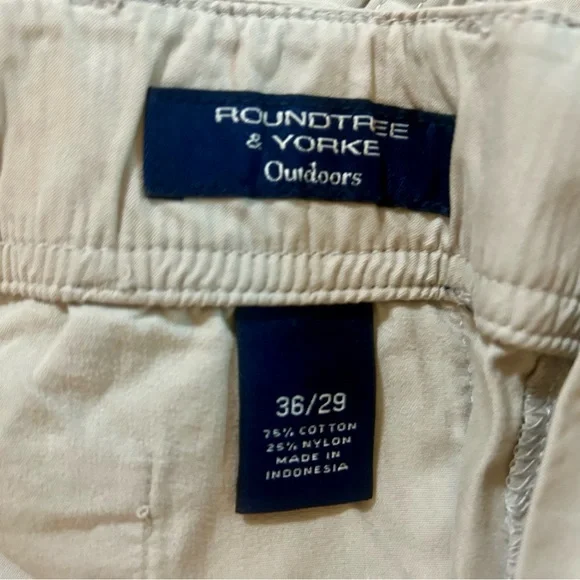 ROUNDTREE
& YORKE
Outdoors
36/29
75% COTTON
25% NYLON
MADE IN
INDONESIA